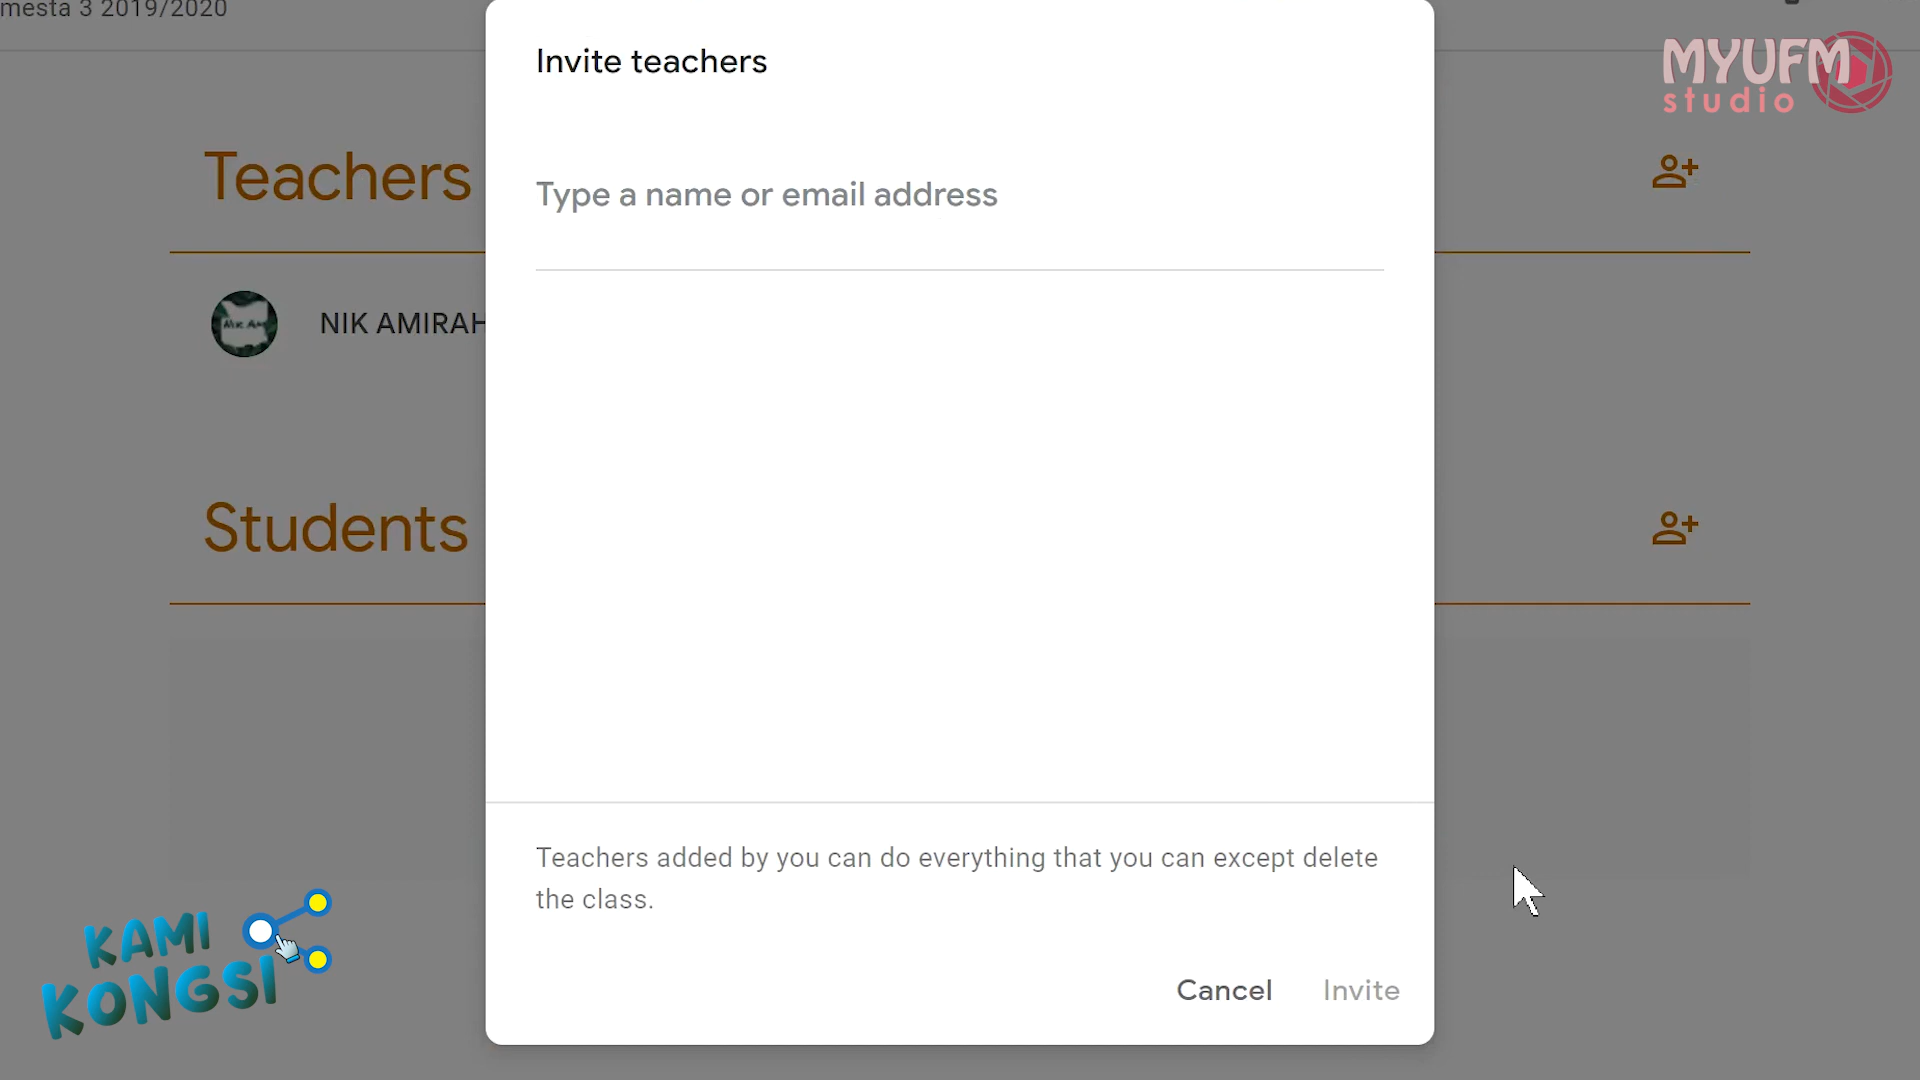 mesta 3 2019/2020
Invite teachers
MYUFM
studio
Teachers
Type a name or email address
NIK AMIRAH
Students
Teachers added by you can do everything that you can except delete
the class.
KAMI
KONGSI
Cancel
Invite